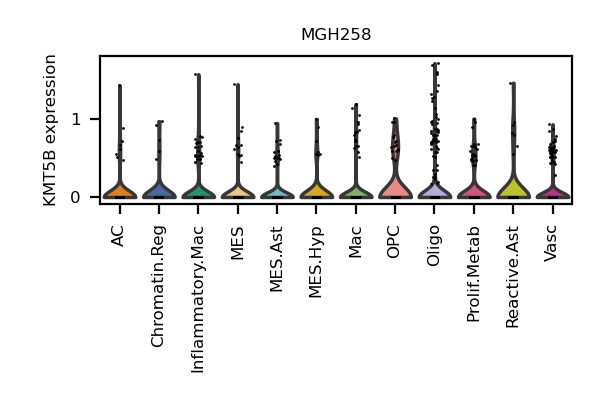 MGH258
KMT5B expression
1
0
AC
Chromatin.Reg
Inflammatory.Mac
MES
MES.Ast
MES.Hyp
Mac
OPC
Oligo
Prolif.Metab
Reactive.Ast
Vasc